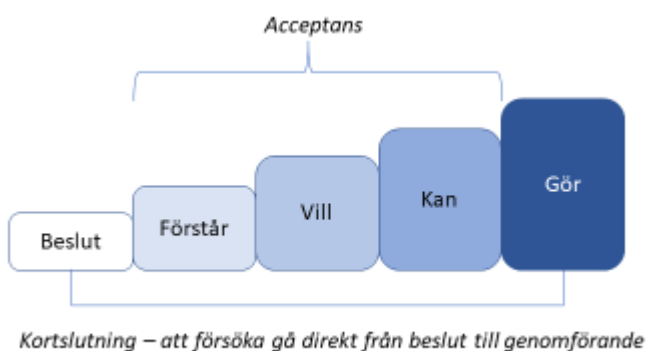 Acceptans
Gör
Kan
Vill
Förstår
Beslut
Kortslutning – att försöka gå direkt från beslut till genomförande